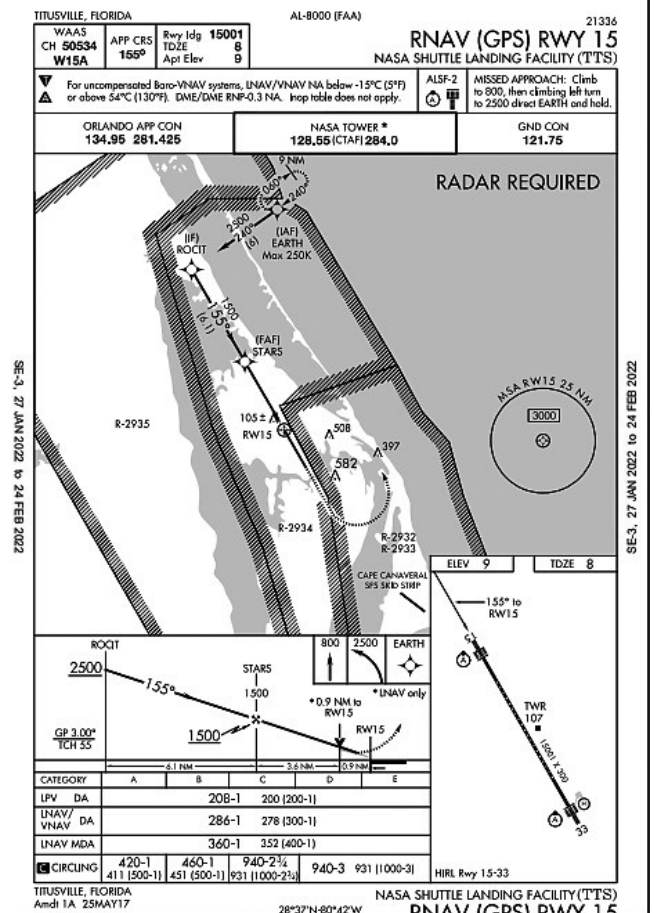 TITUSVILLE, FLORIDA
AL-8000 (FAA)
21336
WAAS
CH 50534
W15A
APP CRS
155°
Rwy ldg 15001
TDZE 8
Apt Elev 9
RNAV (GPS) RWY 15
NASA SHUTTLE LANDING FACILITY (TTS)
T
A
For uncompensated Baro-VNAV systems, LNAV/VNAV NA below -15°C (5°F)
or above 54°C (130°F). DME/DME RNP-0.3 NA. Inop table does not apply.
ALSF-2
A
MISSED APPROACH: Climb
to 800, then climbing left turn
to 2500 direct EARTH and hold.
ORLANDO APP CON
134.95 281.425
NASA TOWER *
128.55 (CTAF) 284.0
GND CON
121.75
RADAR REQUIRED
9 NM
060°
240°
2500
240°
(6)
(IAF)
EARTH
Max 250K
(IF)
ROCIT
1500
155°
(6.1)
(FAF)
STARS
R-2935
105 ±
RW15
508
397
582
R-2934
R-2932
R-2933
CAPE CANAVERAL
SFS SKID STRIP
MSA RW15 25 NM
3000
SE-3, 27 JAN 2022 to 24 FEB 2022
SE-3, 27 JAN 2022 to 24 FEB 2022
ELEV 9
TDZE 8
155° to
RW15
15
A
TWR
107
15001 X 300
H
A
33
HIRL Rwy 15-33
ROCIT
2500
155°
STARS
1500
1500
GP 3.00°
TCH 55
800
2500
EARTH
* LNAV only
* 0.9 NM to
RW15
RW15
6.1 NM
3.6 NM
0.9 NM
CATEGORY A B C D E
LPV DA 208-1 200 (200-1)
LNAV/
VNAV DA 286-1 278 (300-1)
LNAV MDA 360-1 352 (400-1)
C CIRCLING 420-1 411 (500-1) 460-1 451 (500-1) 940-2¾ 931 (1000-2¾) 940-3 931 (1000-3)
TITUSVILLE, FLORIDA
Amdt 1A 25MAY17
28°37'N-80°42'W
NASA SHUTTLE LANDING FACILITY (TTS)
RNAV (GPS) RWY 15